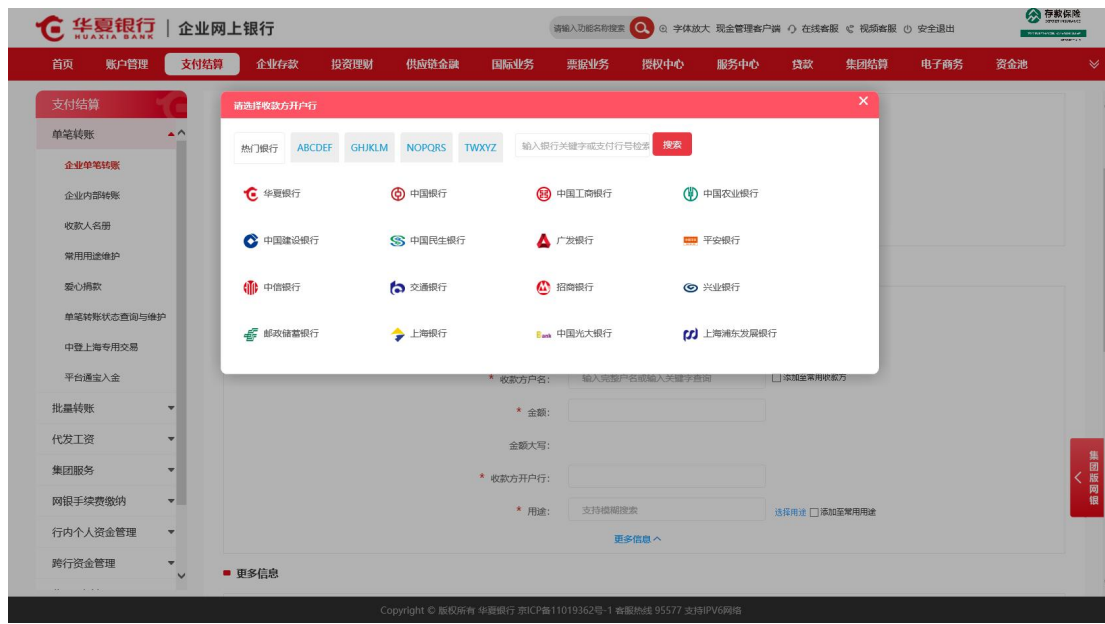 华夏银行 HUAXIA BANK 企业网上银行 请输入功能名称搜索 字体放大 现金管理客户端 在线客服 视频客服 安全退出 存款保险
首页 账户管理 支付结算 企业存款 投资理财 供应链金融 国际业务 票据业务 授权中心 服务中心 贷款 集团结算 电子商务 资金池
支付结算
单笔转账
企业单笔转账
企业内部转账
收款人名册
常用用途维护
爱心捐款
单笔转账状态查询与维护
中登上海专用交易
平台通宝入金
批量转账
代发工资
集团服务
网银手续费缴纳
行内个人资金管理
跨行资金管理
请选择收款方开户行
热门银行 ABCDEF GHJKLM NOPQRS TWXYZ 输入银行关键字或支付行号检索 搜索
华夏银行 中国银行 中国工商银行 中国农业银行
中国建设银行 中国民生银行 广发银行 平安银行
中信银行 交通银行 招商银行 兴业银行
邮政储蓄银行 上海银行 中国光大银行 上海浦东发展银行
* 收款方户名: 输入完整户名或输入关键字查询 添加至常用收款方
* 金额:
金额大写:
* 收款方开户行:
* 用途: 支持模糊搜索 选择用途 添加至常用用途
更多信息
更多信息
集团版网银
Copyright © 版权所有 华夏银行 京ICP备11019362号-1 客服热线 95577 支持IPV6网络